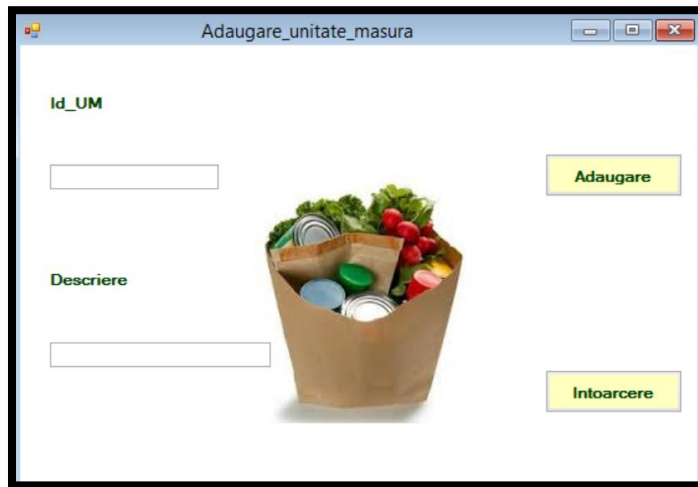 Adaugare_unitate_masura
Id_UM
Adaugare
Descriere
Intoarcere